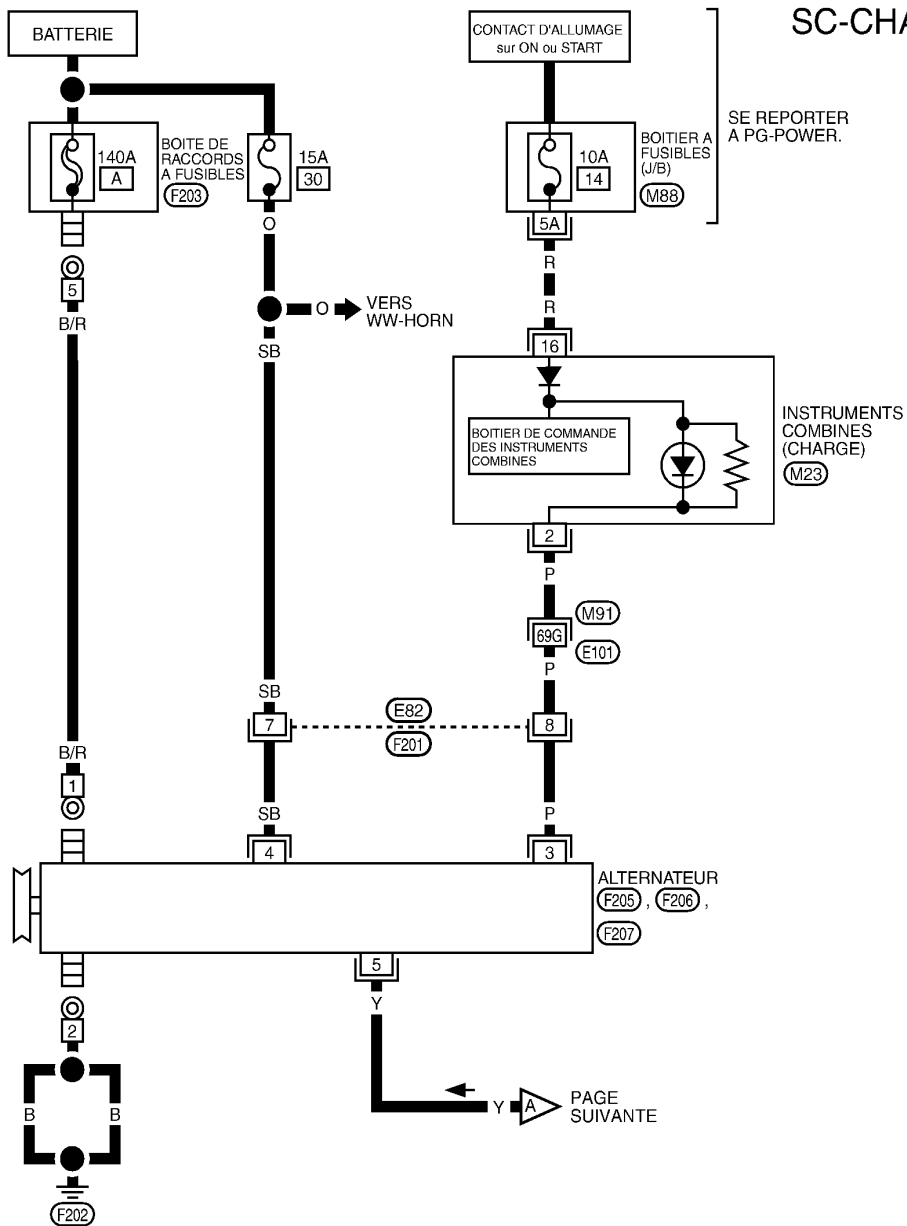 SC-CHA
BATTERIE
CONTACT D'ALLUMAGE
sur ON ou START
SE REPORTER
A PG-POWER.
140A
A
BOITE DE
RACCORDS
A FUSIBLES
F203
15A
30
10A
14
BOITIER A
FUSIBLES
(J/B)
M88
5A
O
R
5
B/R
O
VERS
WW-HORN
R
SB
16
BOITIER DE COMMANDE
DES INSTRUMENTS
COMBINES
INSTRUMENTS
COMBINES
(CHARGE)
M23
2
P
M91
69G
E101
P
SB
7
E82
F201
8
B/R
1
SB
P
4
3
ALTERNATEUR
F205 , F206 ,
F207
5
Y
2
B
B
Y
A
PAGE
SUIVANTE
F202